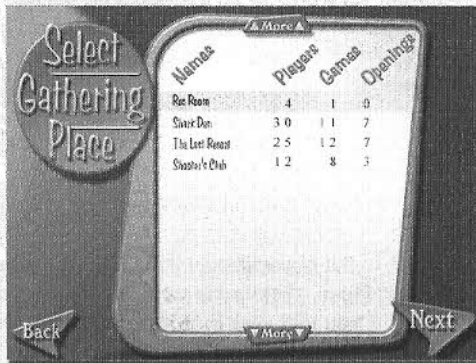 ▲ More ▲
Select
Gathering
Place
Names Players Games Openings
Rec Room 4 1 0
Shark Den 30 11 7
The Last Resort 25 12 7
Shooter's Club 12 8 3
Back
▼ More ▼
Next